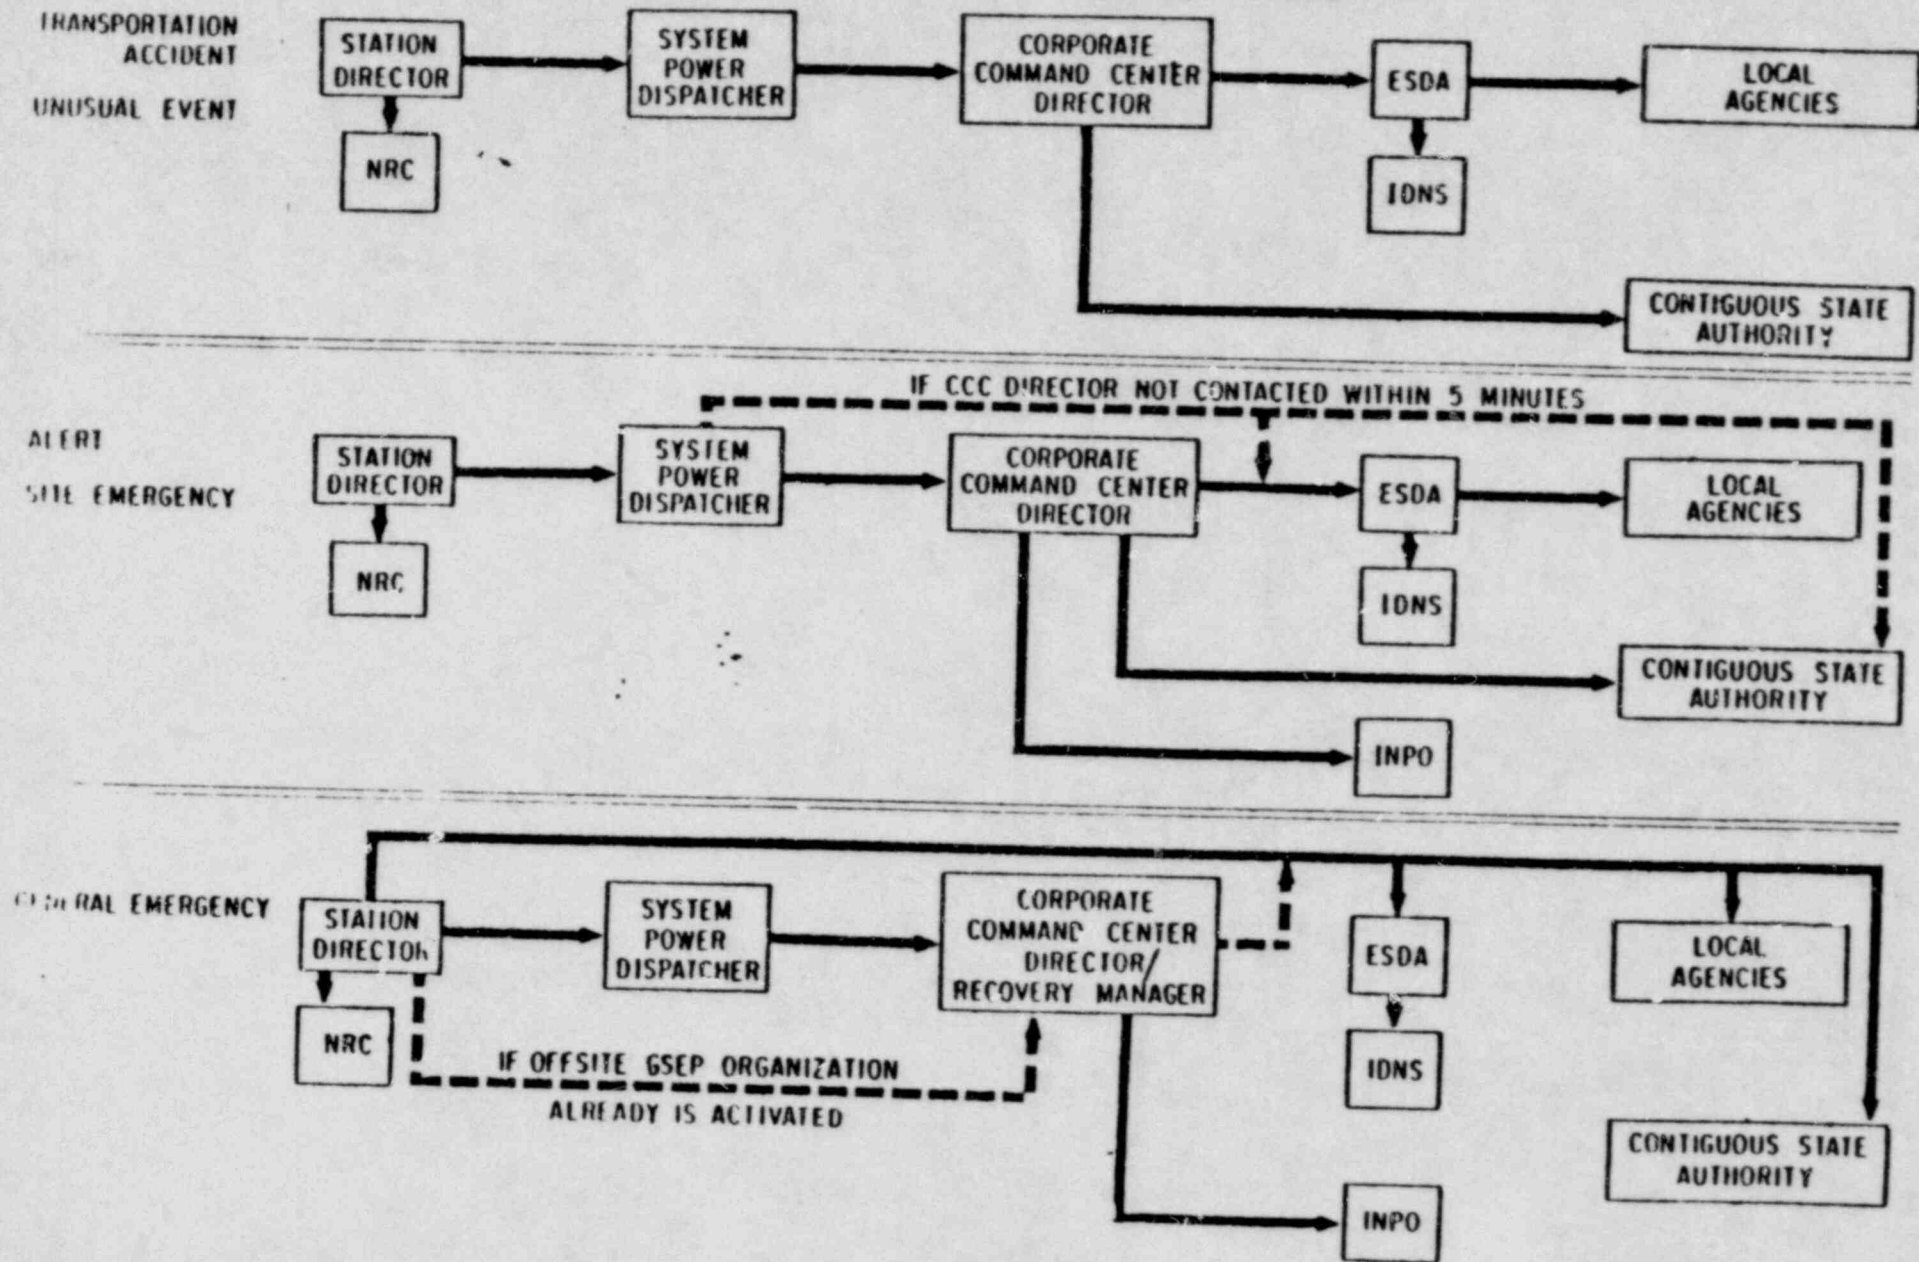 TRANSPORTATION
ACCIDENT
UNUSUAL EVENT
STATION
DIRECTOR
NRC
SYSTEM
POWER
DISPATCHER
CORPORATE
COMMAND CENTER
DIRECTOR
ESDA
IDNS
LOCAL
AGENCIES
CONTIGUOUS STATE
AUTHORITY
IF CCC DIRECTOR NOT CONTACTED WITHIN 5 MINUTES
ALERT
SITE EMERGENCY
STATION
DIRECTOR
NRC
SYSTEM
POWER
DISPATCHER
CORPORATE
COMMAND CENTER
DIRECTOR
ESDA
IDNS
LOCAL
AGENCIES
CONTIGUOUS STATE
AUTHORITY
INPO
GENERAL EMERGENCY
STATION
DIRECTOR
NRC
SYSTEM
POWER
DISPATCHER
CORPORATE
COMMAND CENTER
DIRECTOR/
RECOVERY MANAGER
ESDA
IDNS
LOCAL
AGENCIES
IF OFFSITE GSEP ORGANIZATION
ALREADY IS ACTIVATED
CONTIGUOUS STATE
AUTHORITY
INPO